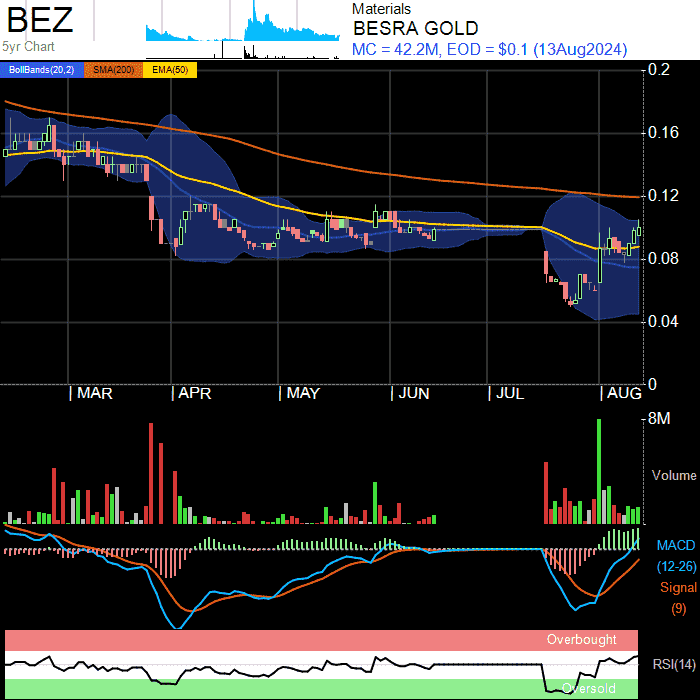 BEZ
5yr Chart
Materials
BESRA GOLD
MC = 42.2M, EOD = $0.1 (13Aug2024)
BollBands(20,2) SMA(200) EMA(50)
0.2
0.16
0.12
0.08
0.04
0
MAR APR MAY JUN JUL AUG
8M
Volume
MACD
(12-26)
Signal
(9)
Overbought
RSI(14)
Oversold